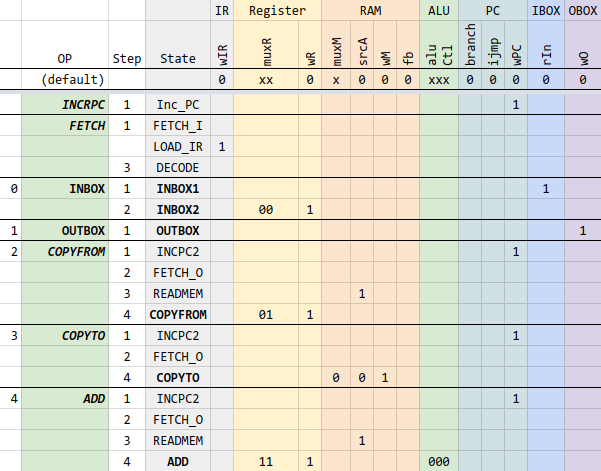 IR Register RAM ALU PC IBOX OBOX
OP Step State wIR muxR wR muxM srcA wM fb alu Ctl branch ijmp wPC rIn wO
(default) 0 xx 0 x 0 0 0 xxx 0 0 0 0 0
INCRPC 1 Inc_PC 1
FETCH 1 FETCH_I
LOAD_IR 1
3 DECODE
0 INBOX 1 INBOX1 1
2 INBOX2 00 1
1 OUTBOX 1 OUTBOX 1
2 COPYFROM 1 INCPC2 1
2 FETCH_O
3 READMEM 1
4 COPYFROM 01 1
3 COPYTO 1 INCPC2 1
2 FETCH_O
4 COPYTO 0 0 1
4 ADD 1 INCPC2 1
2 FETCH_O
3 READMEM 1
4 ADD 11 1 000